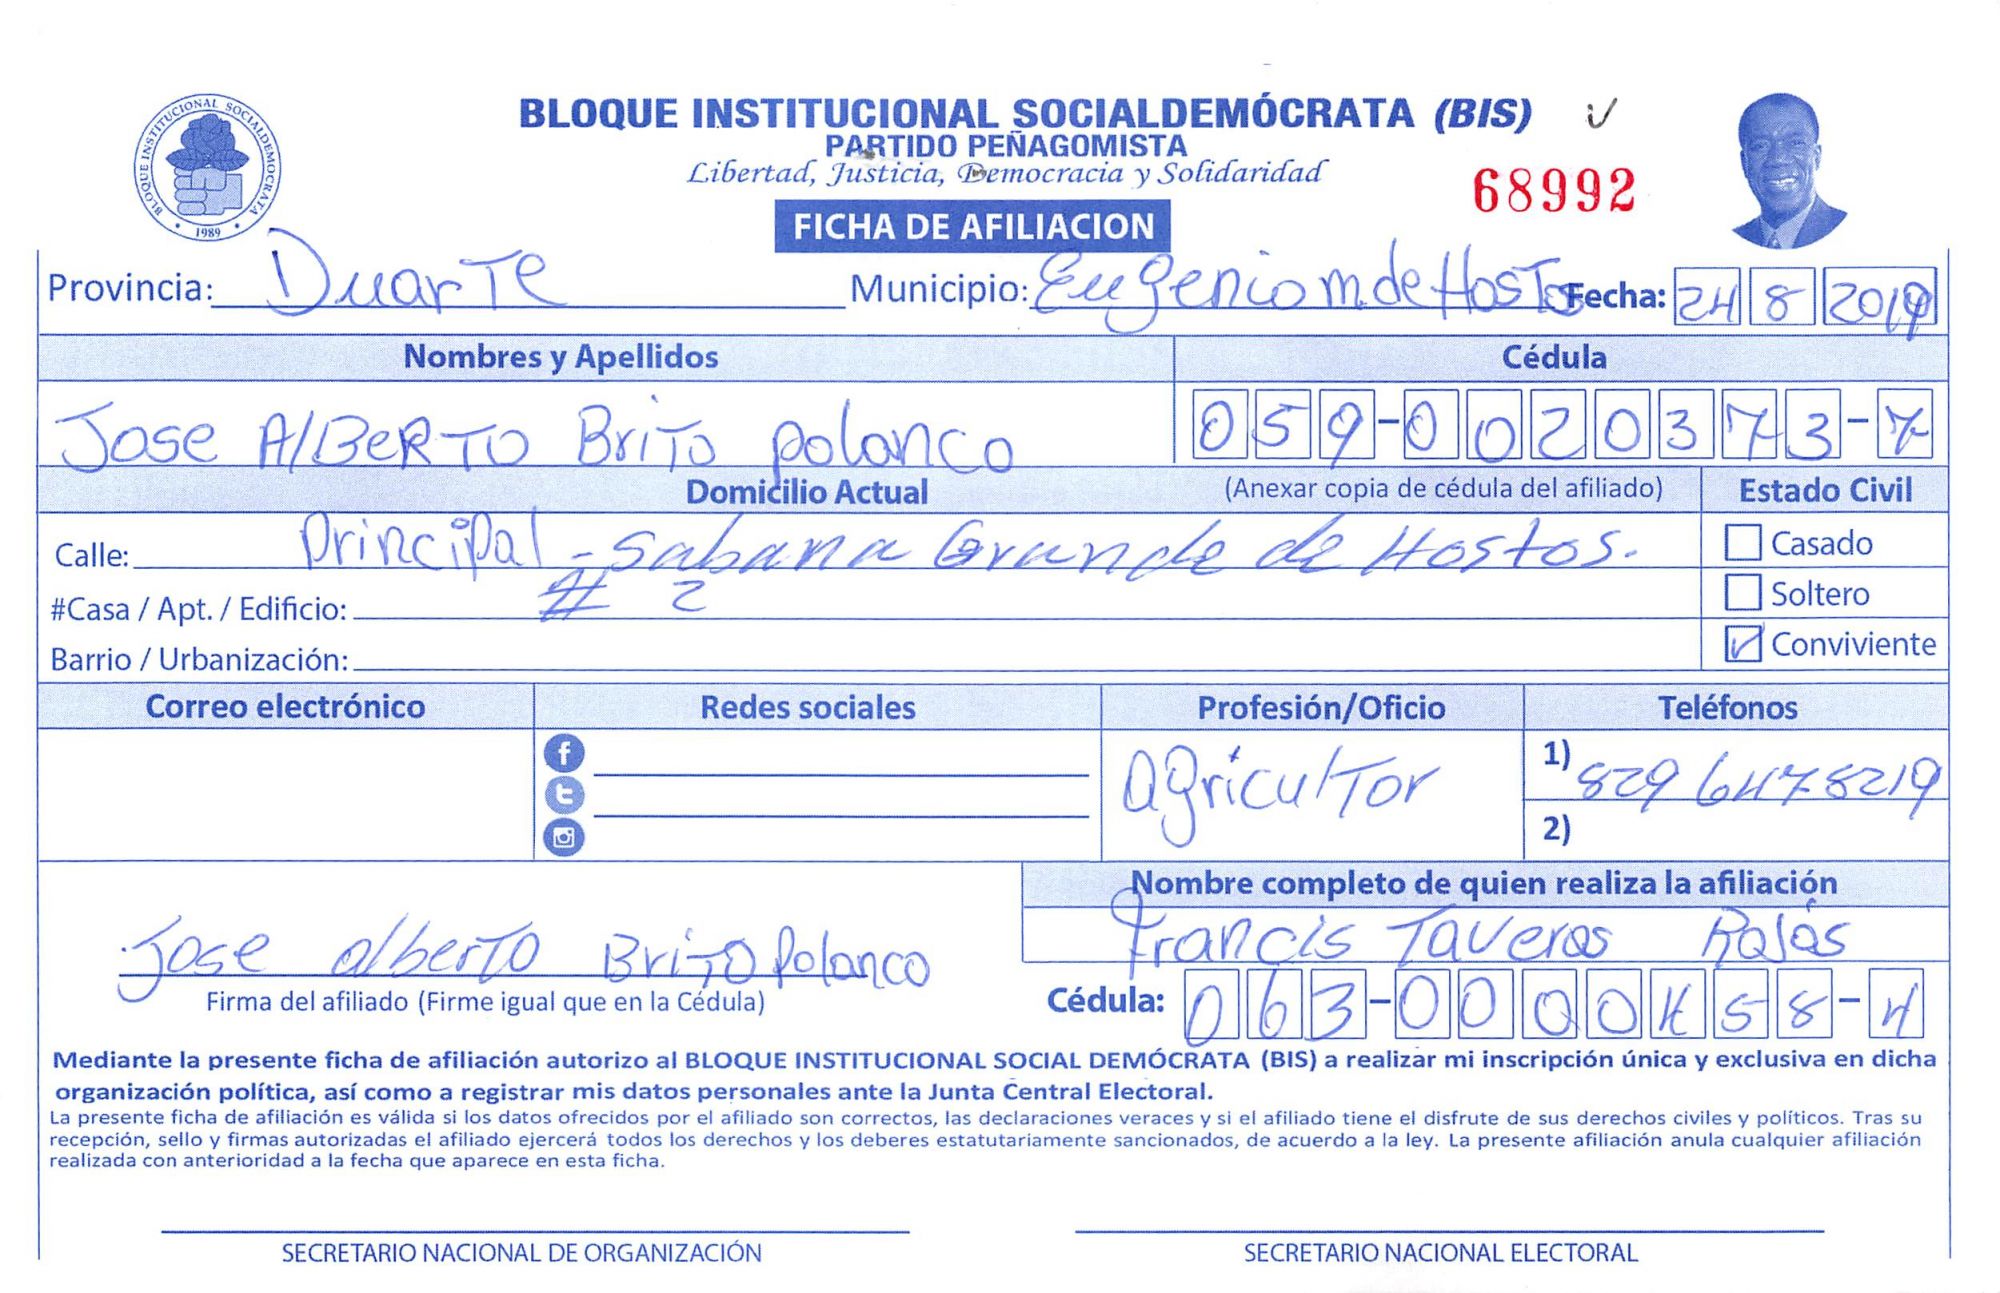 BLOQUE INSTITUCIONAL SOCIALDEMOCRATA
1989
BLOQUE INSTITUCIONAL SOCIALDEMÓCRATA (BIS)
PARTIDO PEÑAGOMISTA
Libertad, Justicia, Democracia y Solidaridad
68992
FICHA DE AFILIACION
Provincia: DuarTe Municipio: Eugenio m. de HosTos Fecha: 24 8 2019
Nombres y Apellidos Cédula
Jose AlBeRTO BriTo polanco 059-0020373-7
Domicilio Actual (Anexar copia de cédula del afiliado) Estado Civil
Calle: principal - Sabana Grande de Hostos. Casado
#Casa / Apt. / Edificio: # 2 Soltero
Barrio / Urbanización: Conviviente
Correo electrónico Redes sociales Profesión/Oficio Teléfonos
agriculTor 1) 829 6478219
2)
Nombre completo de quien realiza la afiliación
Jose alberTo BriTO Polanco Francis Taveras Rojas
Firma del afiliado (Firme igual que en la Cédula) Cédula: 063-0000 58-4
Mediante la presente ficha de afiliación autorizo al BLOQUE INSTITUCIONAL SOCIAL DEMÓCRATA (BIS) a realizar mi inscripción única y exclusiva en dicha
organización política, así como a registrar mis datos personales ante la Junta Central Electoral.
La presente ficha de afiliación es válida si los datos ofrecidos por el afiliado son correctos, las declaraciones veraces y si el afiliado tiene el disfrute de sus derechos civiles y políticos. Tras su
recepción, sello y firmas autorizadas el afiliado ejercerá todos los derechos y los deberes estatutariamente sancionados, de acuerdo a la ley. La presente afiliación anula cualquier afiliación
realizada con anterioridad a la fecha que aparece en esta ficha.
SECRETARIO NACIONAL DE ORGANIZACIÓN SECRETARIO NACIONAL ELECTORAL